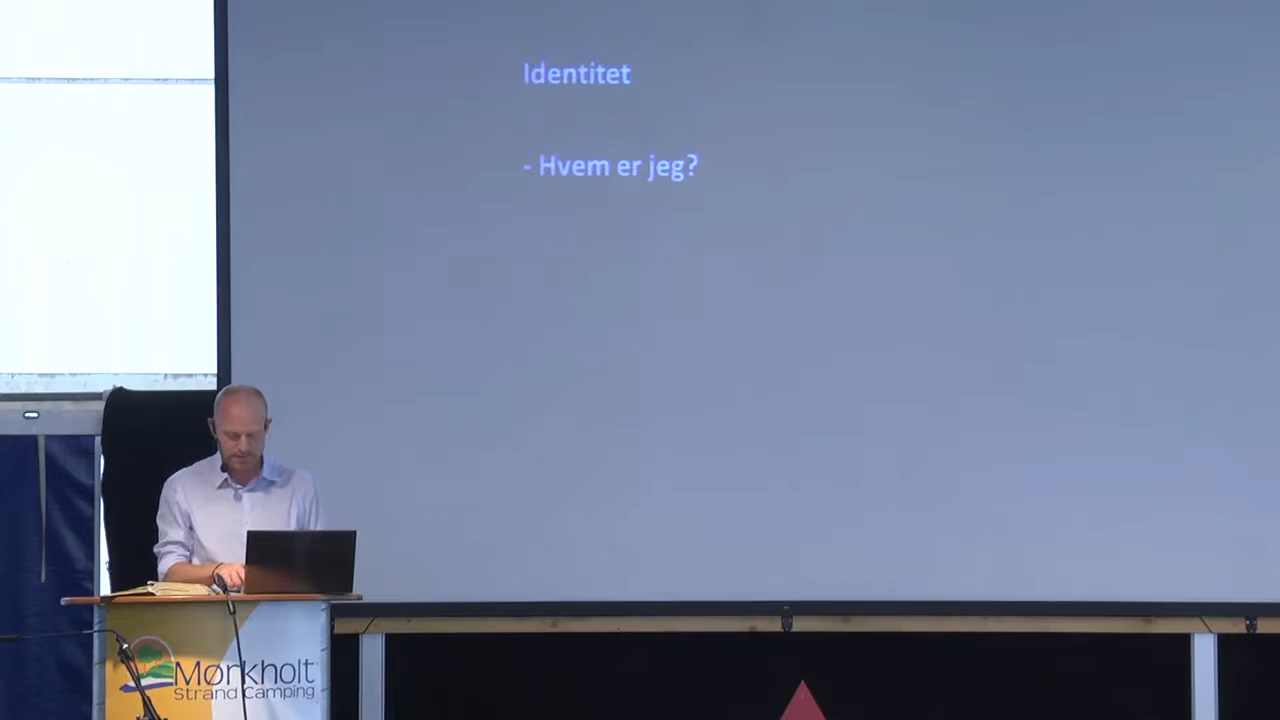 Identitet
- Hvem er jeg?
Mørkholt
Strand Camping